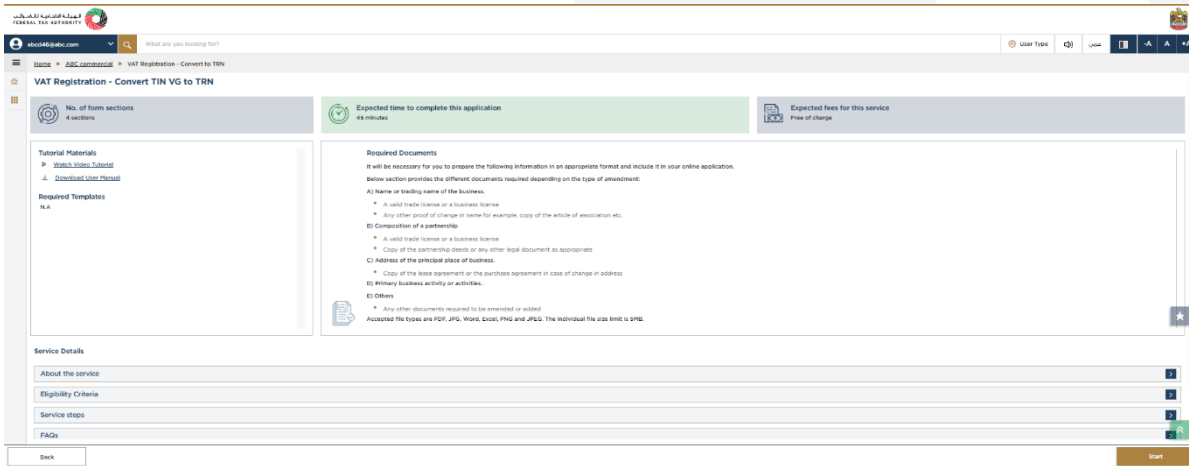 الهيئة الاتحادية للضرائب
FEDERAL TAX AUTHORITY
abcd46@abc.com
What are you looking for?
User Type
عربي
-A
A
+A
Home
ABC commercial
VAT Registration - Convert to TRN
VAT Registration - Convert TIN VG to TRN
No. of form sections
4 sections
Expected time to complete this application
45 minutes
Expected fees for this service
Free of charge
Tutorial Materials
Watch Video Tutorial
Download User Manual
Required Templates
N.A
Required Documents
It will be necessary for you to prepare the following information in an appropriate format and include it in your online application.
Below section provides the different documents required depending on the type of amendment:
A) Name or trading name of the business.
A valid trade license or a business license
Any other proof of change in name for example, copy of the article of association etc.
B) Composition of a partnership
A valid trade license or a business license
Copy of the partnership deeds or any other legal document as appropriate
C) Address of the principal place of business.
Copy of the lease agreement or the purchase agreement in case of change in address
D) Primary business activity or activities..
E) Others
Any other documents required to be amended or added
Accepted file types are PDF, JPG, Word, Excel, PNG and JPEG. The individual file size limit is 5MB.
Service Details
About the service
Eligibility Criteria
Service steps
FAQs
Back
Start